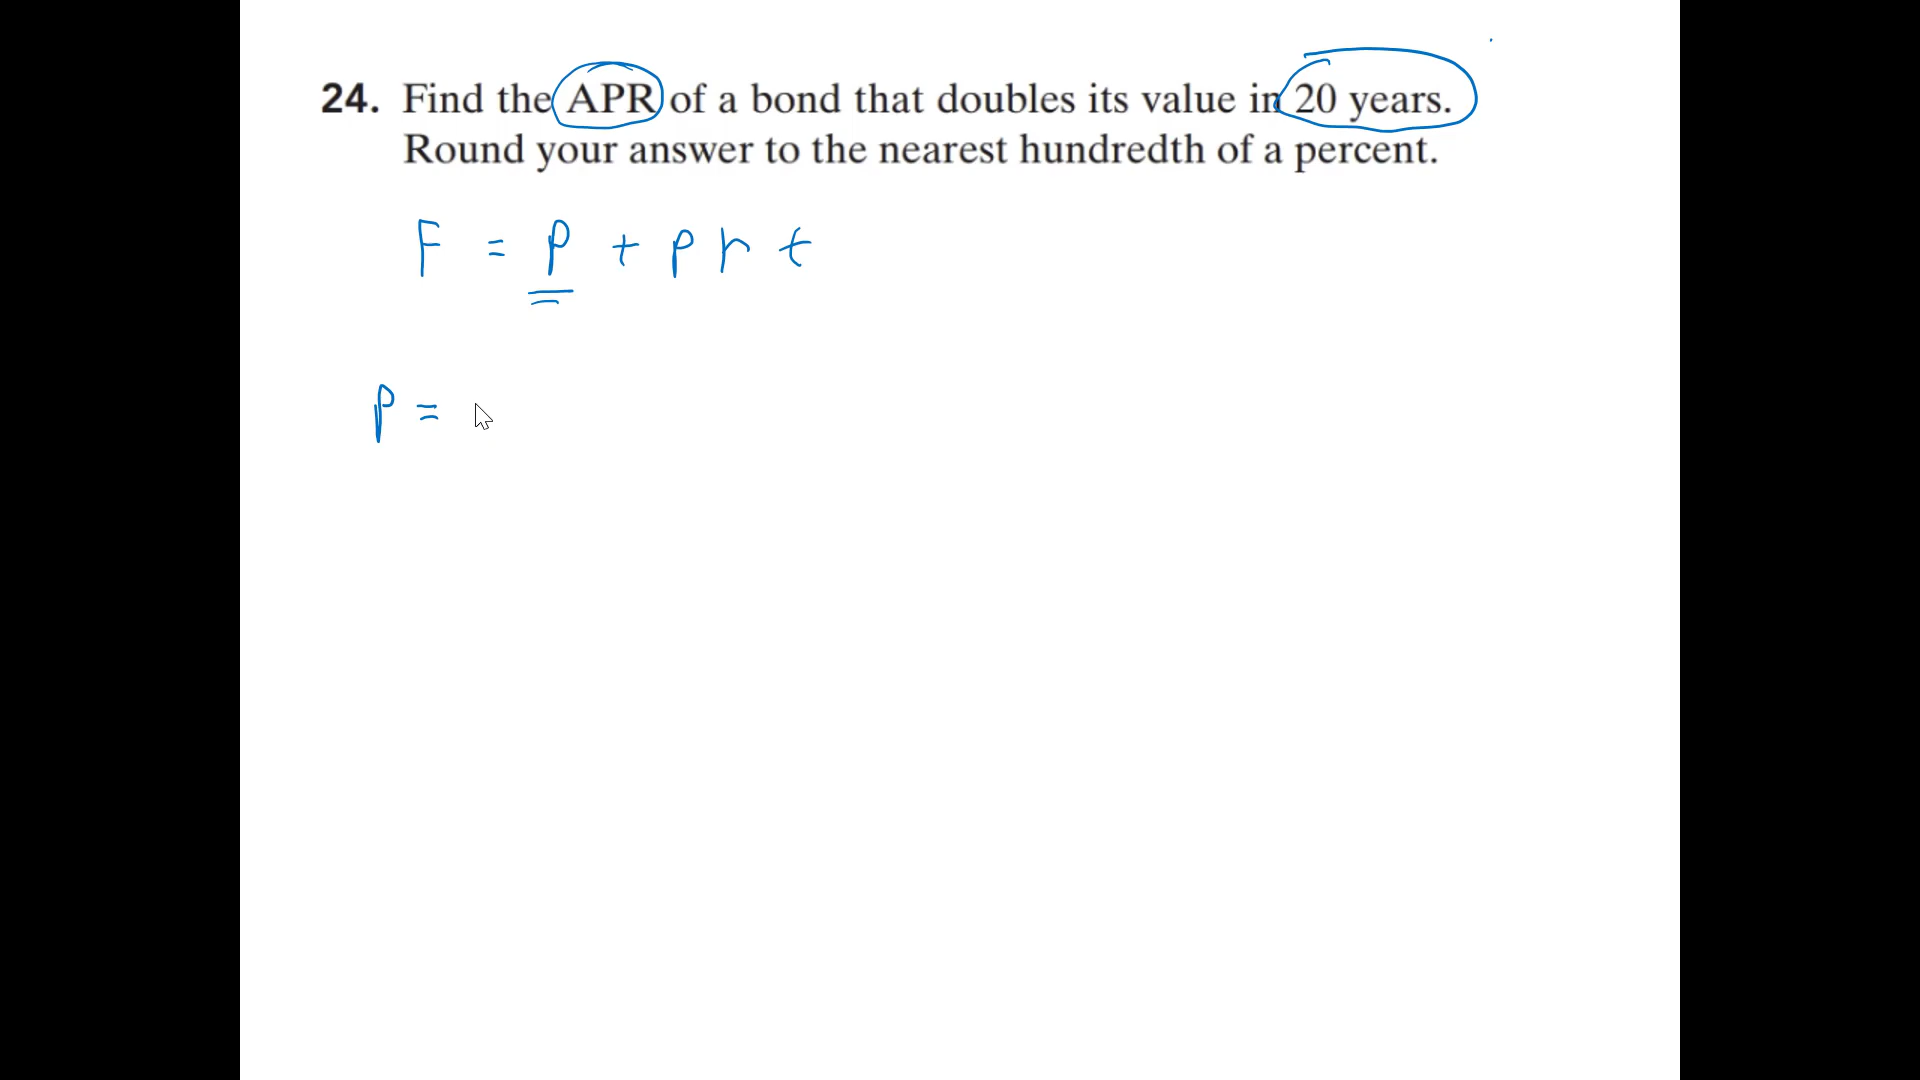 24. Find the APR of a bond that doubles its value in 20 years.
Round your answer to the nearest hundredth of a percent.
F = P + P r t
P =